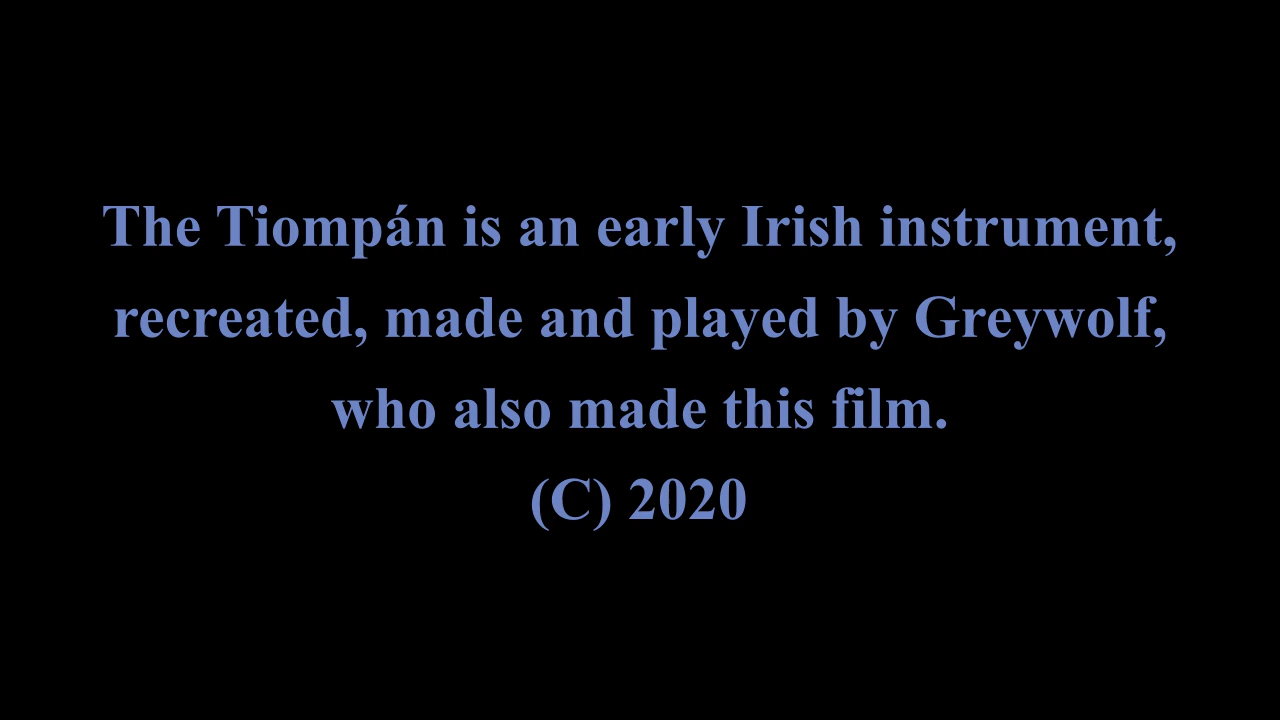 The Tiompán is an early Irish instrument,
recreated, made and played by Greywolf,
who also made this film.
(C) 2020